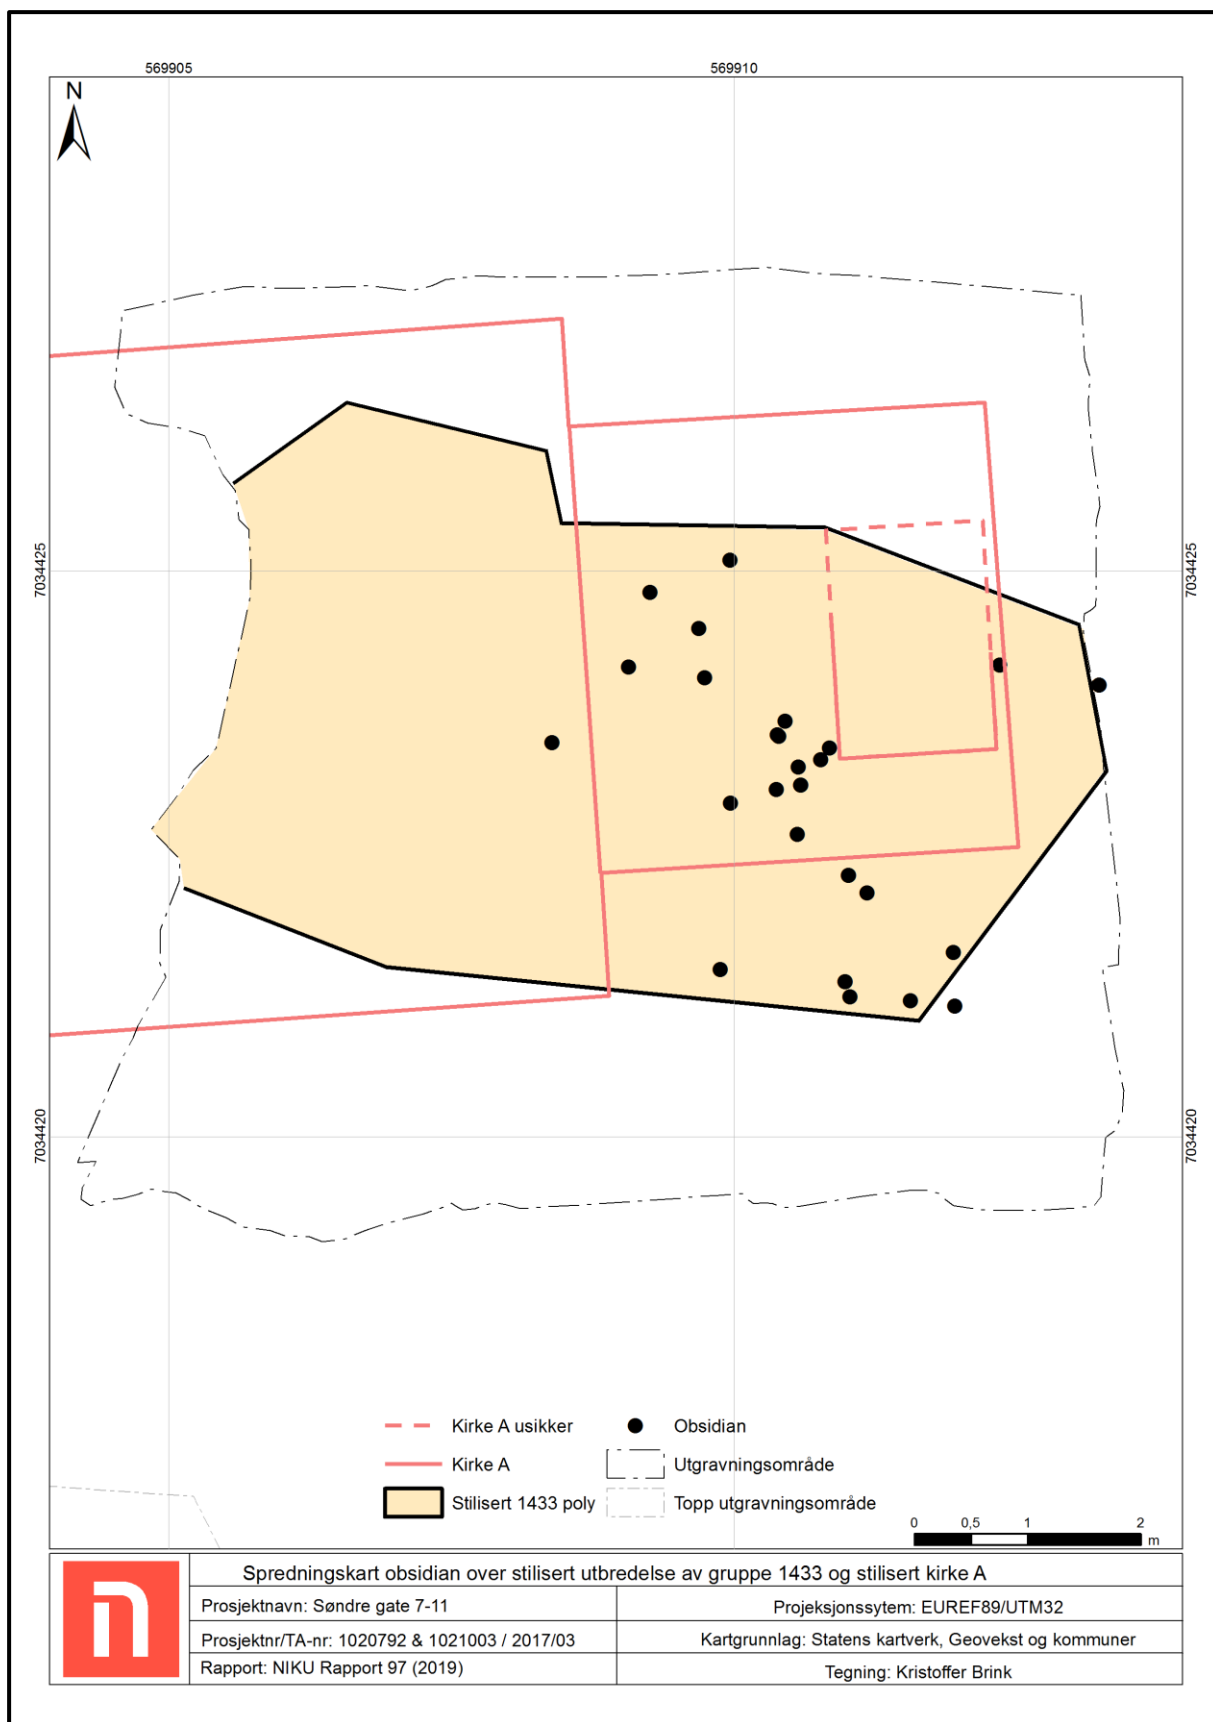 569905
569910
N
7034425
7034425
7034420
7034420
Kirke A usikker
Obsidian
Kirke A
Utgravningsområde
Stilisert 1433 poly
Topp utgravningsområde
0
0,5
1
2
m
Spredningskart obsidian over stilisert utbredelse av gruppe 1433 og stilisert kirke A
Prosjektnavn: Søndre gate 7-11
Projeksjonssytem: EUREF89/UTM32
Prosjektnr/TA-nr: 1020792 & 1021003 / 2017/03
Kartgrunnlag: Statens kartverk, Geovekst og kommuner
Rapport: NIKU Rapport 97 (2019)
Tegning: Kristoffer Brink